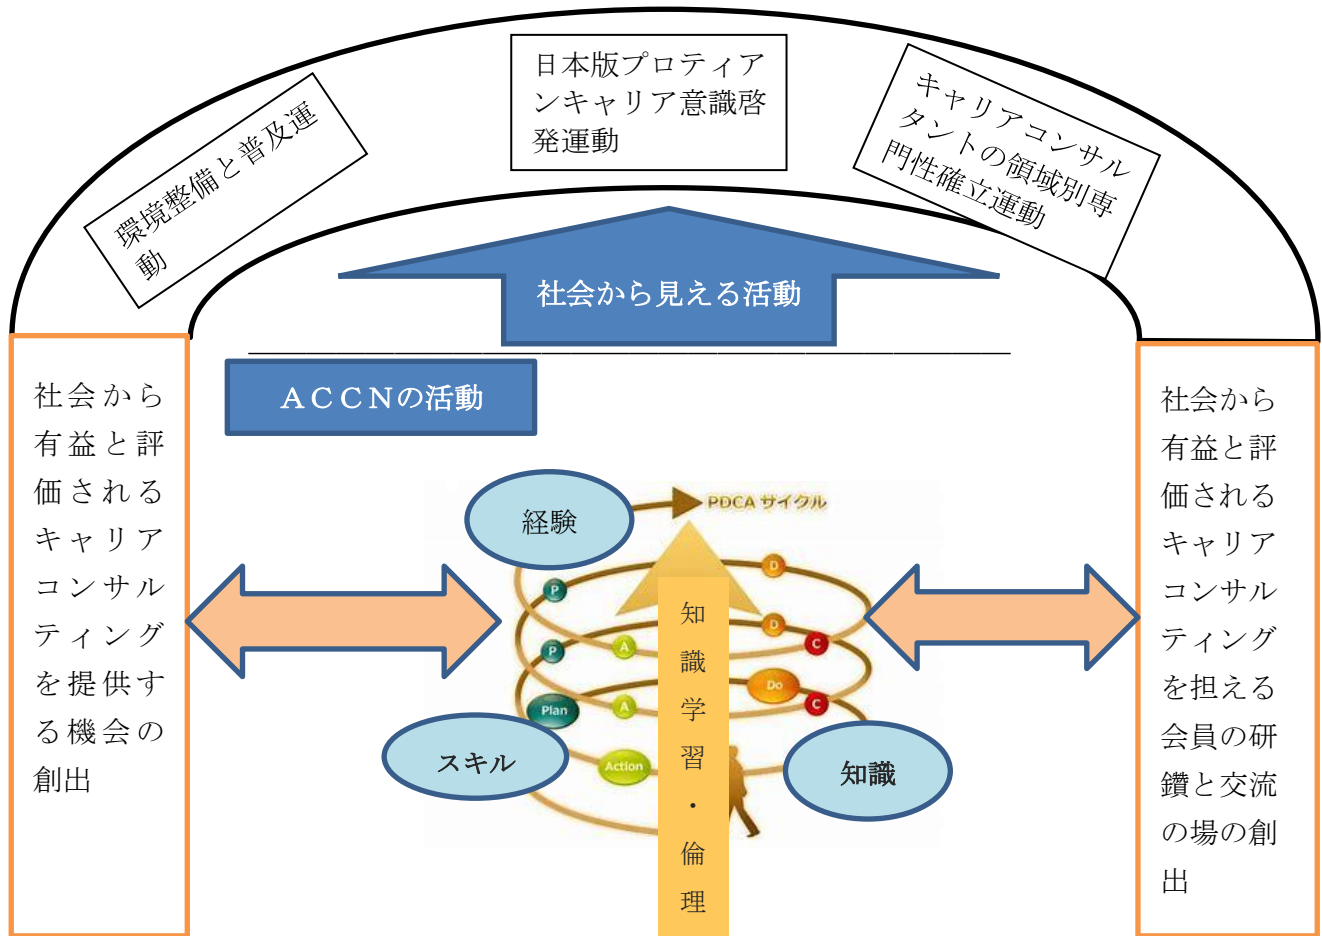 日本版プロティア
ンキャリア意識啓
発運動
環境整備と普及運
動
キャリアコンサル
タントの領域別専
門性確立運動
社会から見える活動
ＡＣＣＮの活動
社会から
有益と評
価される
キャリア
コンサル
ティング
を提供す
る機会の
創出
経験
PDCA サイクル
P
D
P
D
A
C
Plan
Do
A
C
Action
スキル
知識
知識学習・倫理
社会から
有益と評
価される
キャリア
コンサル
ティング
を担える
会員の研
鑽と交流
の場の創
出